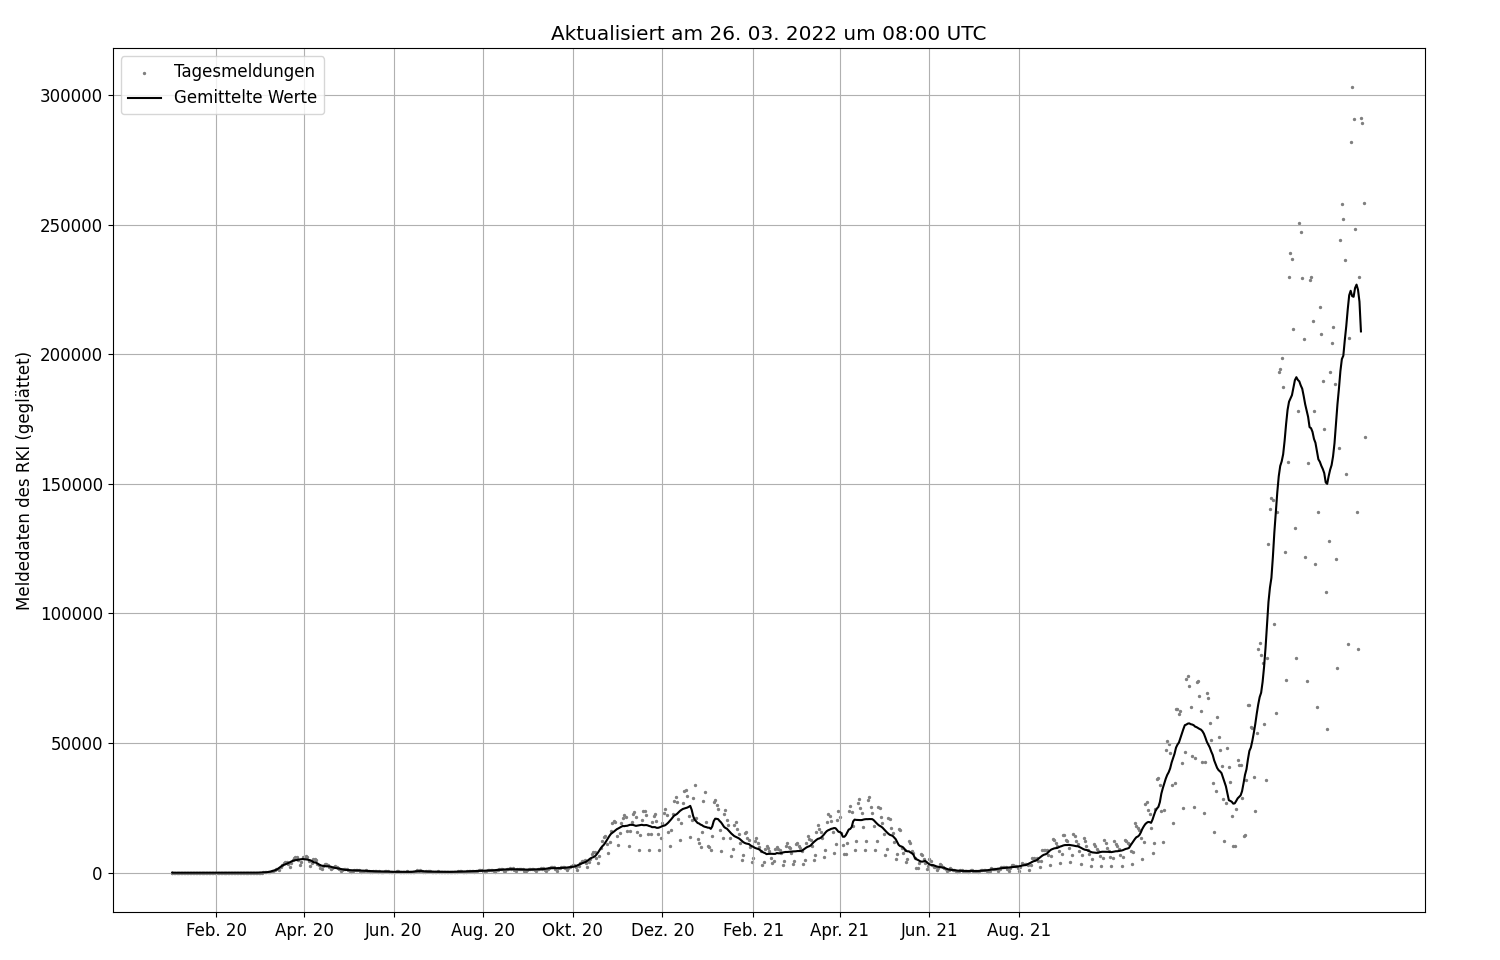 Aktualisiert am 26. 03. 2022 um 08:00 UTC
Tagesmeldungen
Gemittelte Werte
Meldedaten des RKI (geglättet)
300000
250000
200000
150000
100000
50000
0
Feb. 20 Apr. 20 Jun. 20 Aug. 20 Okt. 20 Dez. 20 Feb. 21 Apr. 21 Jun. 21 Aug. 21